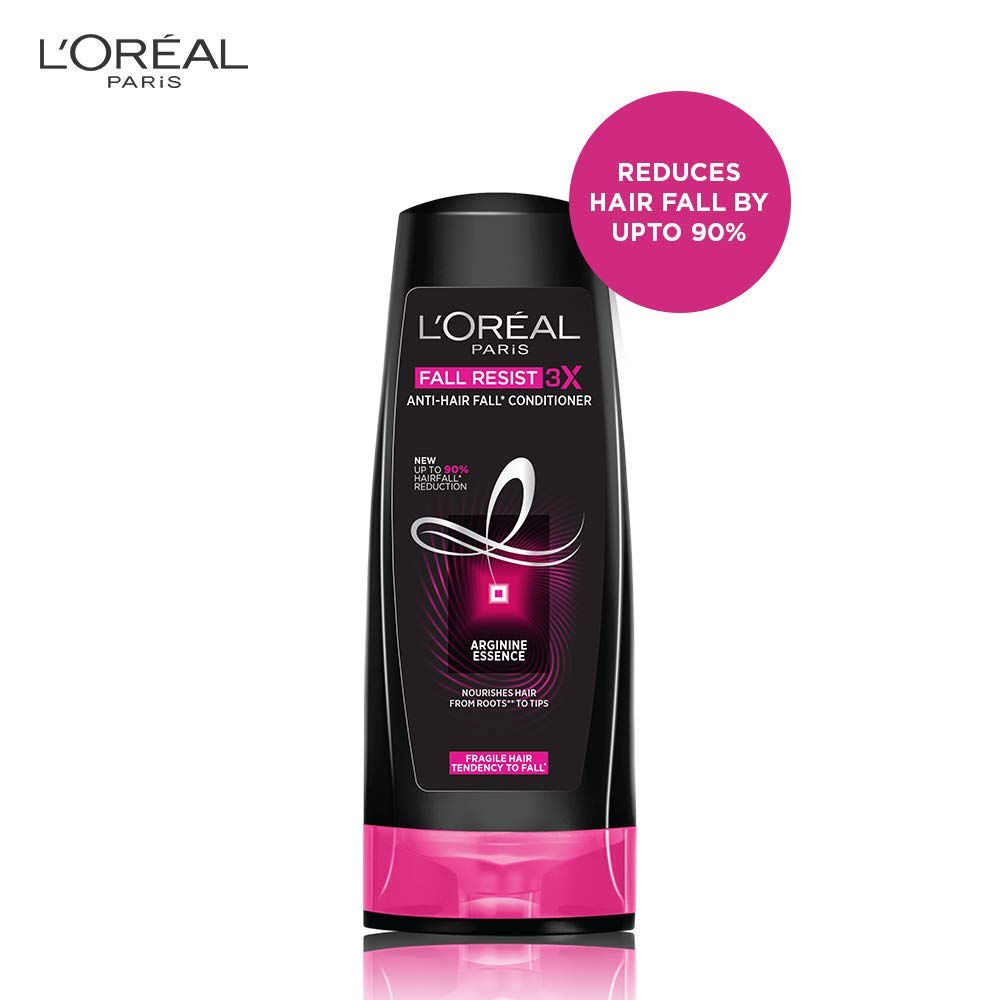 L'ORÉAL
PARiS
REDUCES
HAIR FALL BY
UPTO 90%
L'ORÉAL
PARiS
FALL RESIST 3X
ANTI-HAIR FALL* CONDITIONER
NEW
UP TO 90%
HAIRFALL*
REDUCTION
ARGININE
ESSENCE
NOURISHES HAIR
FROM ROOTS** TO TIPS
FRAGILE HAIR
TENDENCY TO FALL*